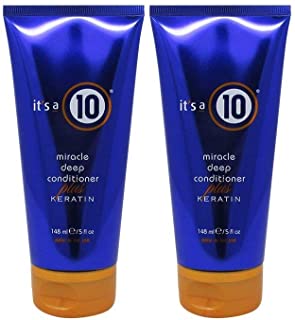 it's a 10®
miracle
deep
conditioner
plus
KERATIN
148 ml e/5 fl oz
it's a 10®
miracle
deep
conditioner
plus
KERATIN
148 ml e/5 fl oz